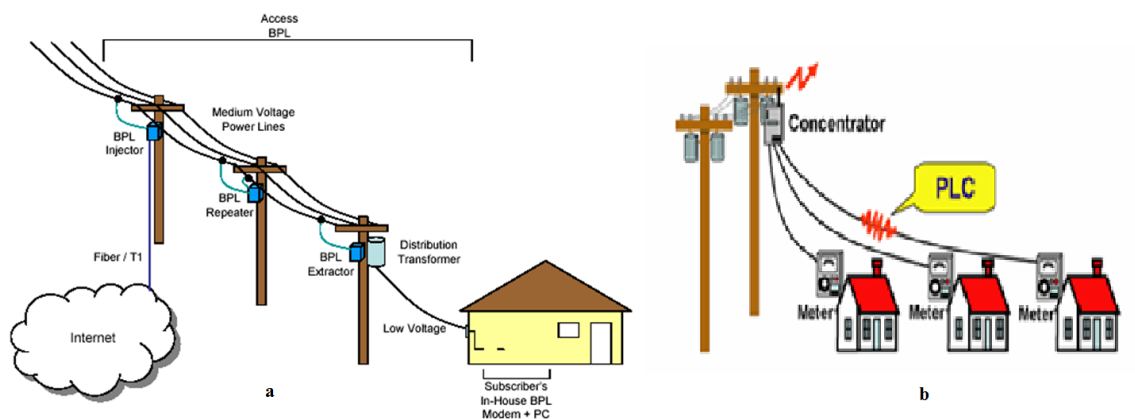 Access
BPL
Medium Voltage
Power Lines
BPL
Injector
BPL
Repeater
BPL
Extractor
Distribution
Transformer
Fiber / T1
Internet
Low Voltage
Subscriber's
In-House BPL
Modem + PC
a
Concentrator
PLC
Meter
Meter
Meter
b